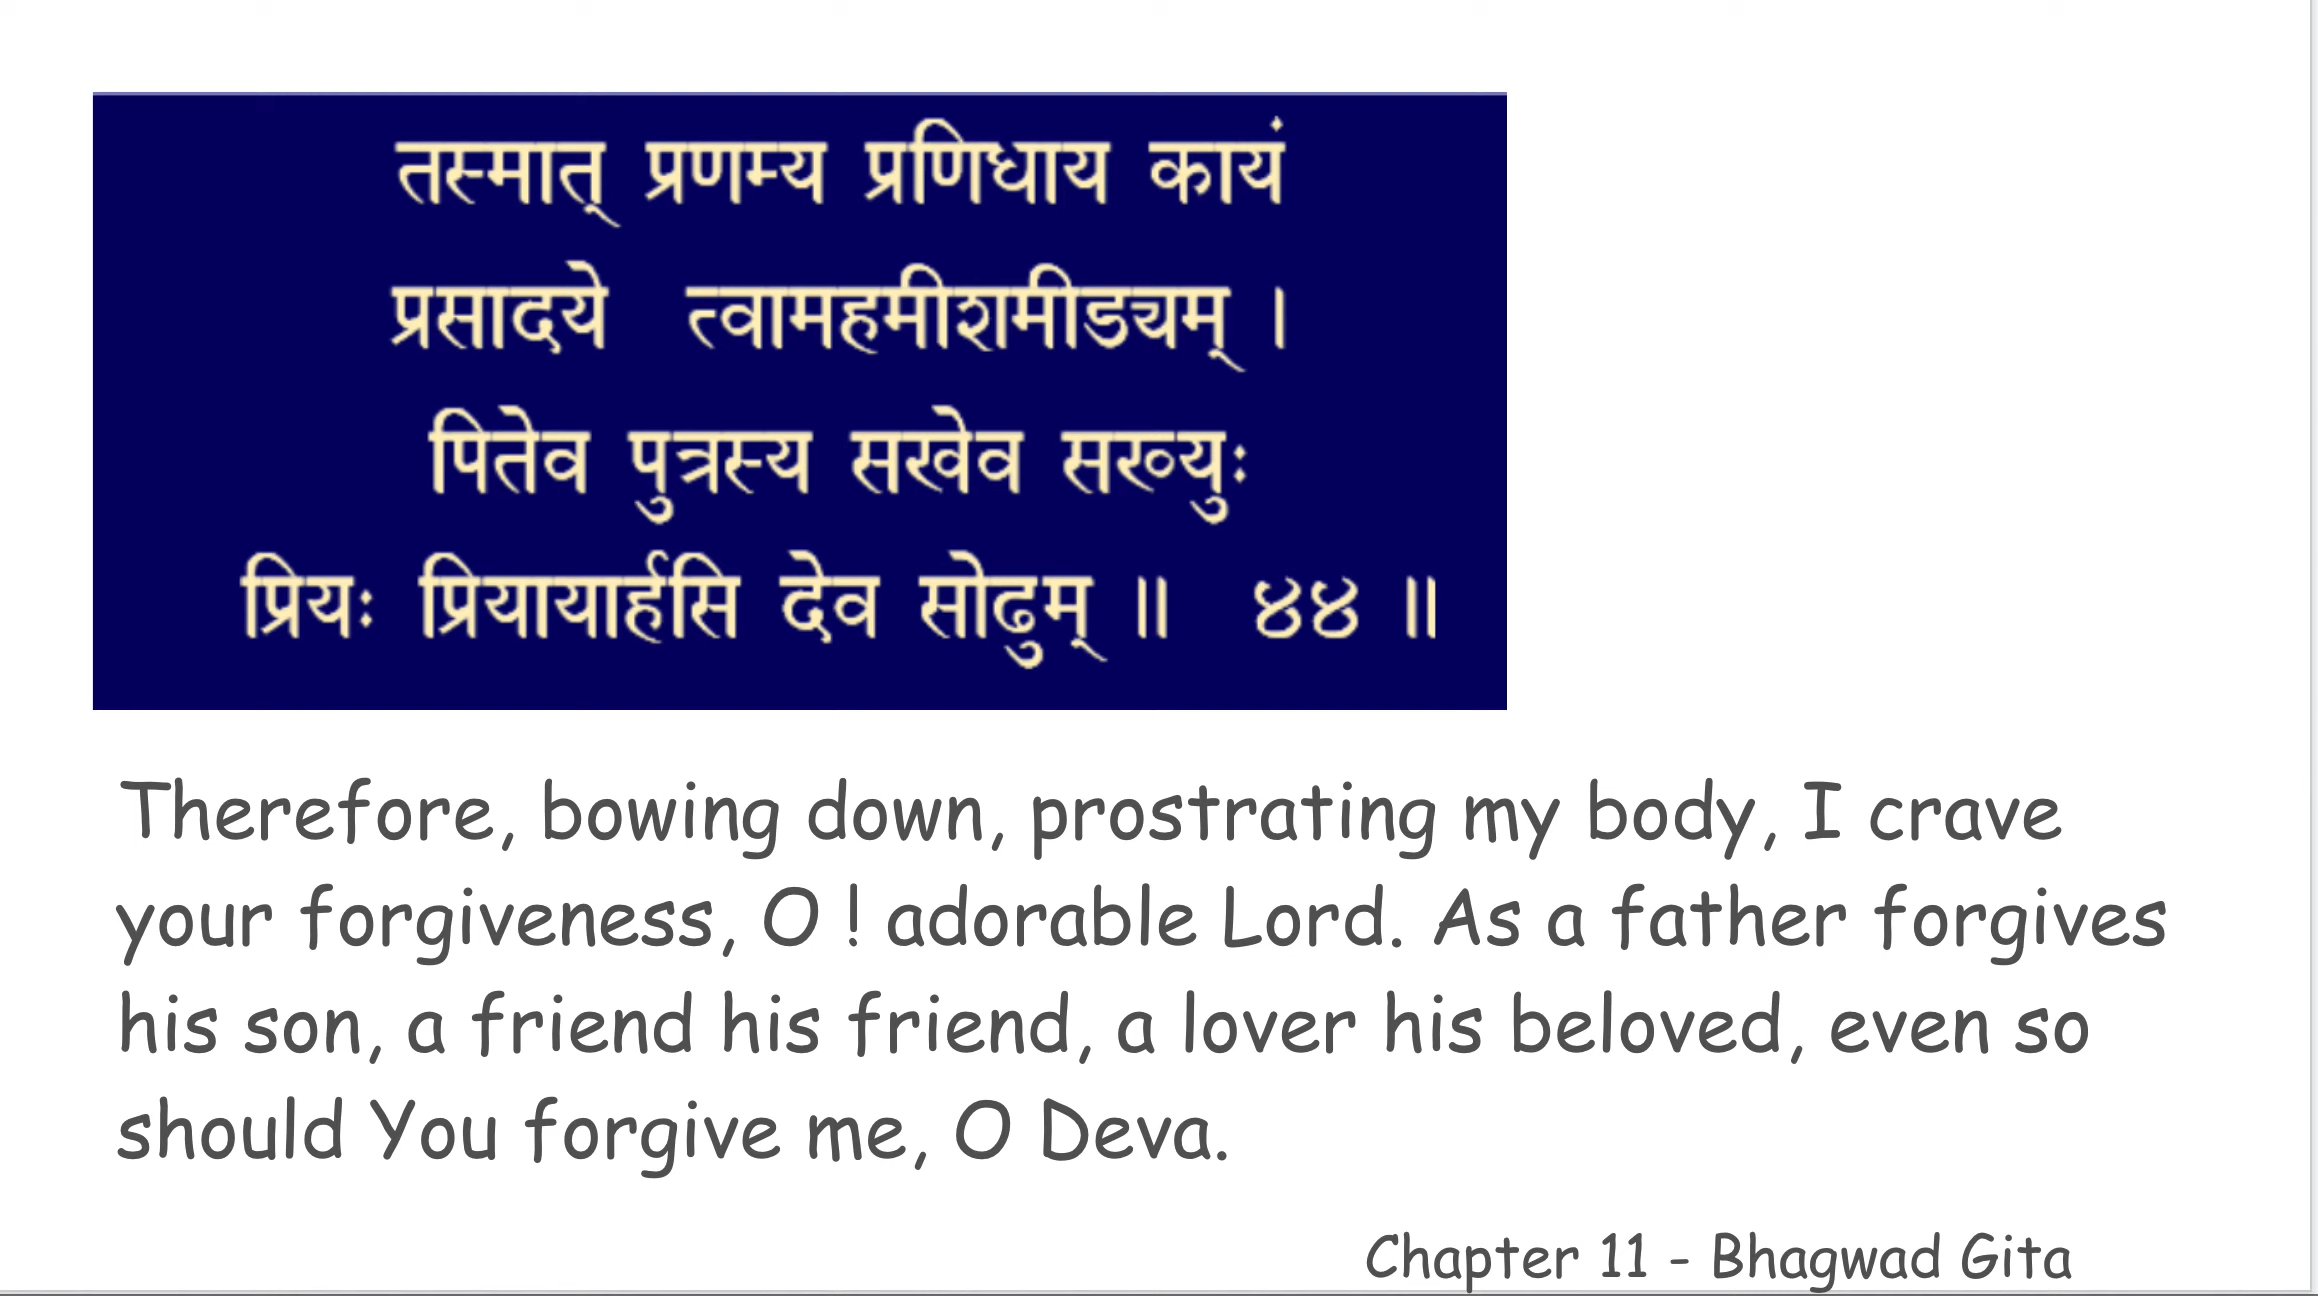 तस्मात् प्रणम्य प्रणिधाय कायं
प्रसादये त्वामहमीशमीड्यम् ।
पितेव पुत्रस्य सखेव सख्युः
प्रियः प्रियायार्हसि देव सोढुम् ॥ ४४ ॥
Therefore, bowing down, prostrating my body, I crave
your forgiveness, O ! adorable Lord. As a father forgives
his son, a friend his friend, a lover his beloved, even so
should You forgive me, O Deva.
Chapter 11 - Bhagwad Gita